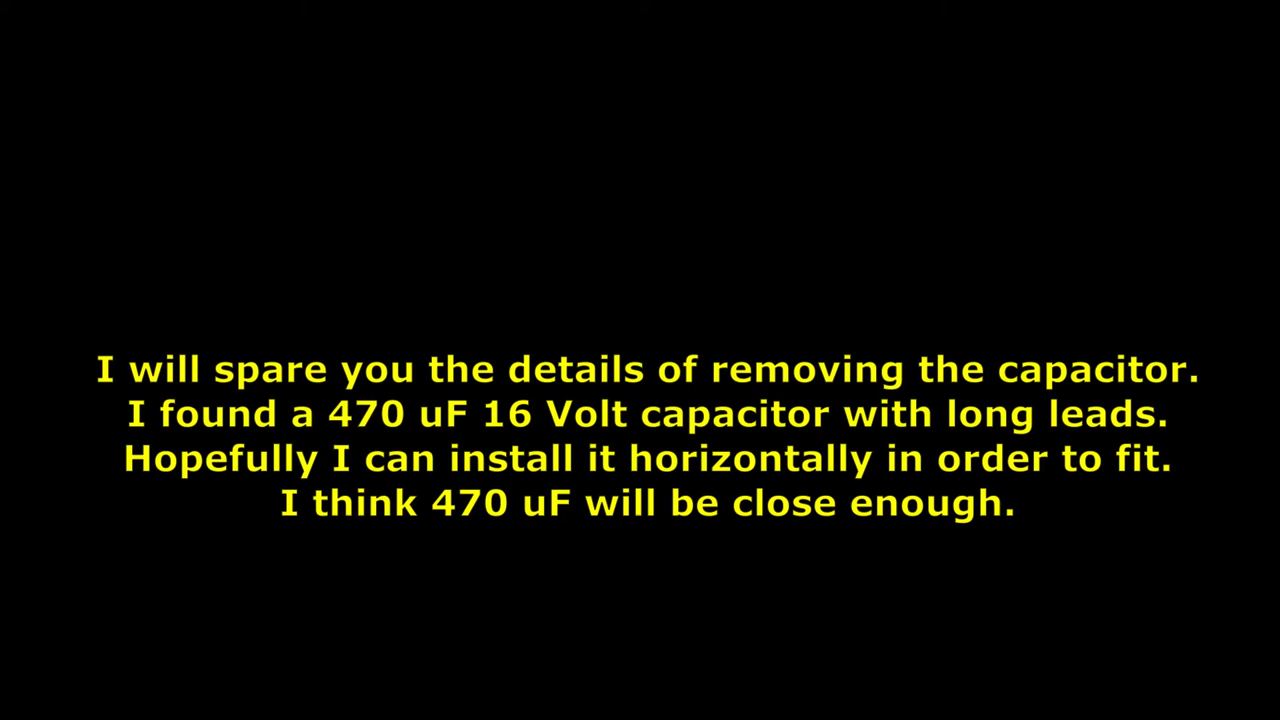 I will spare you the details of removing the capacitor.
I found a 470 uF 16 Volt capacitor with long leads.
Hopefully I can install it horizontally in order to fit.
I think 470 uF will be close enough.